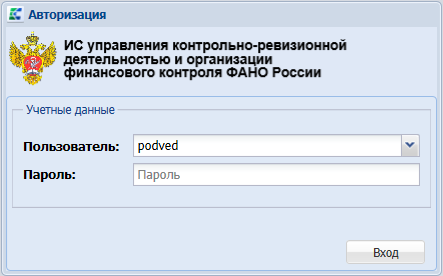 Авторизация
ИС управления контрольно-ревизионной
деятельностью и организации
финансового контроля ФАНО России
Учетные данные
Пользователь: podved
Пароль: Пароль
Вход